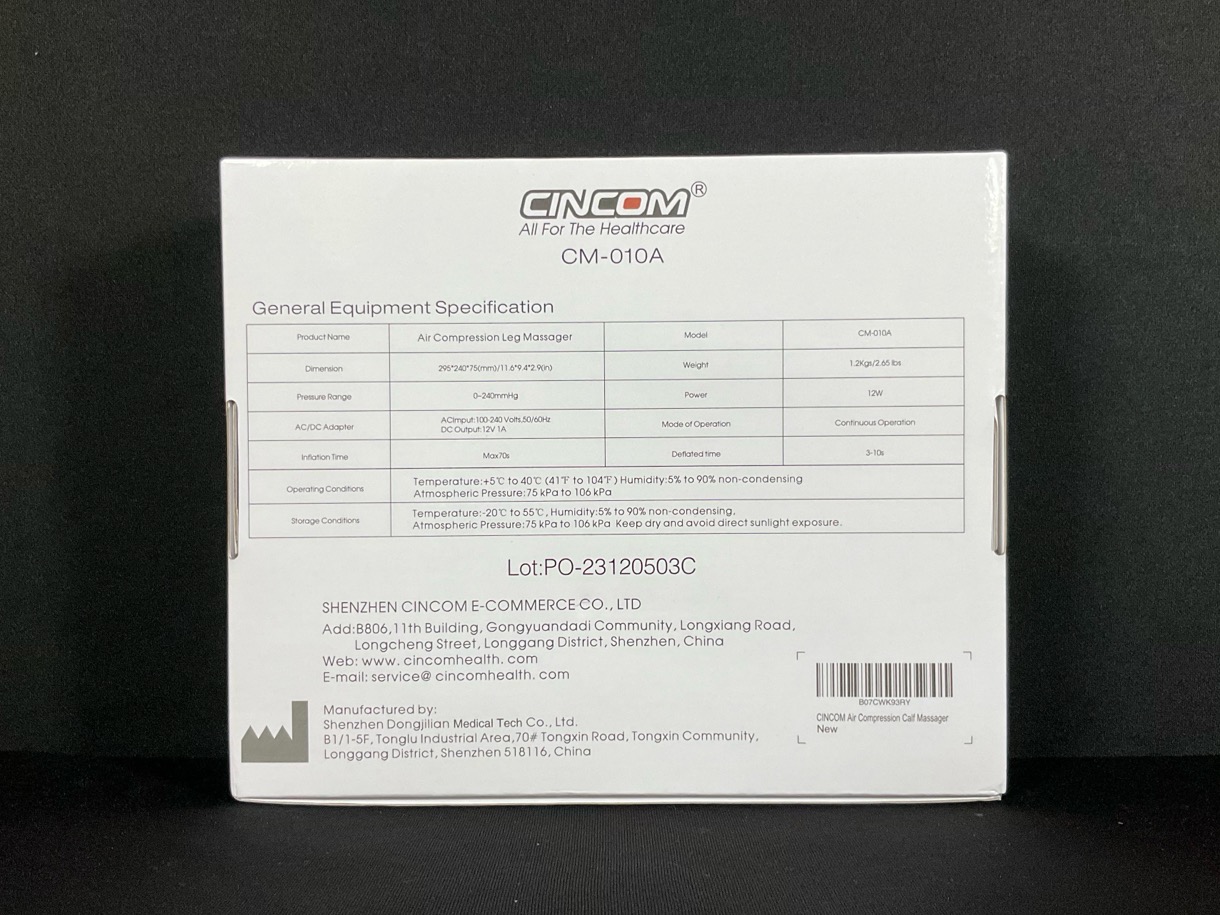 CINCOM®
All For The Healthcare
CM-010A
General Equipment Specification
Product Name Air Compression Leg Massager Model CM-010A
Dimension 295*240*75(mm)/11.6*9.4*2.9(in) Weight 1.2Kgs/2.65 lbs
Pressure Range 0~240mmHg Power 12W
AC/DC Adapter ACImput:100-240 Volts,50/60Hz Mode of Operation Continuous Operation
DC Output:12V 1A
Inflation Time Max70s Deflated time 3-10s
Operating Conditions Temperature:+5℃ to 40℃ (41℉ to 104℉) Humidity:5% to 90% non-condensing
Atmospheric Pressure:75 kPa to 106 kPa
Storage Conditions Temperature:-20℃ to 55℃, Humidity:5% to 90% non-condensing,
Atmospheric Pressure:75 kPa to 106 kPa Keep dry and avoid direct sunlight exposure.
Lot:PO-23120503C
SHENZHEN CINCOM E-COMMERCE CO., LTD
Add:B806,11th Building, Gongyuandadi Community, Longxiang Road,
Longcheng Street, Longgang District, Shenzhen, China
Web: www. cincomhealth. com
E-mail: service@ cincomhealth. com
Manufactured by:
Shenzhen Dongjilian Medical Tech Co., Ltd.
B1/1-5F, Tonglu Industrial Area,70# Tongxin Road, Tongxin Community,
Longgang District, Shenzhen 518116, China
B07CWK93RY
CINCOM Air Compression Calf Massager
New